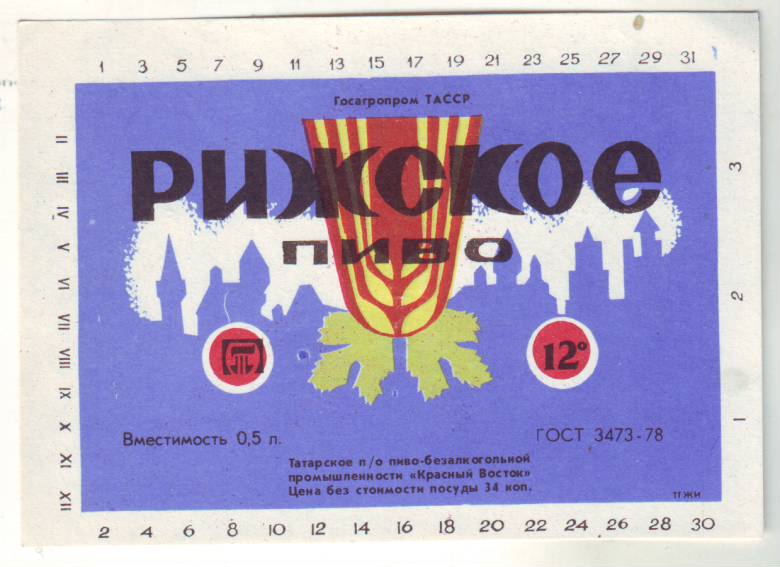 1 3 5 7 9 11 13 15 17 19 21 23 25 27 29 31
Госагропром ТАССР
РИЖСКОЕ
ПИВО
I II III IV V VI VII VIII IX X XI XII
3
2
1
12°
Вместимость 0,5 л.
ГОСТ 3473-78
Татарское п/о пиво-безалкогольной
промышленности «Красный Восток»
Цена без стоимости посуды 34 коп.
2 4 6 8 10 12 14 16 18 20 22 24 26 28 30